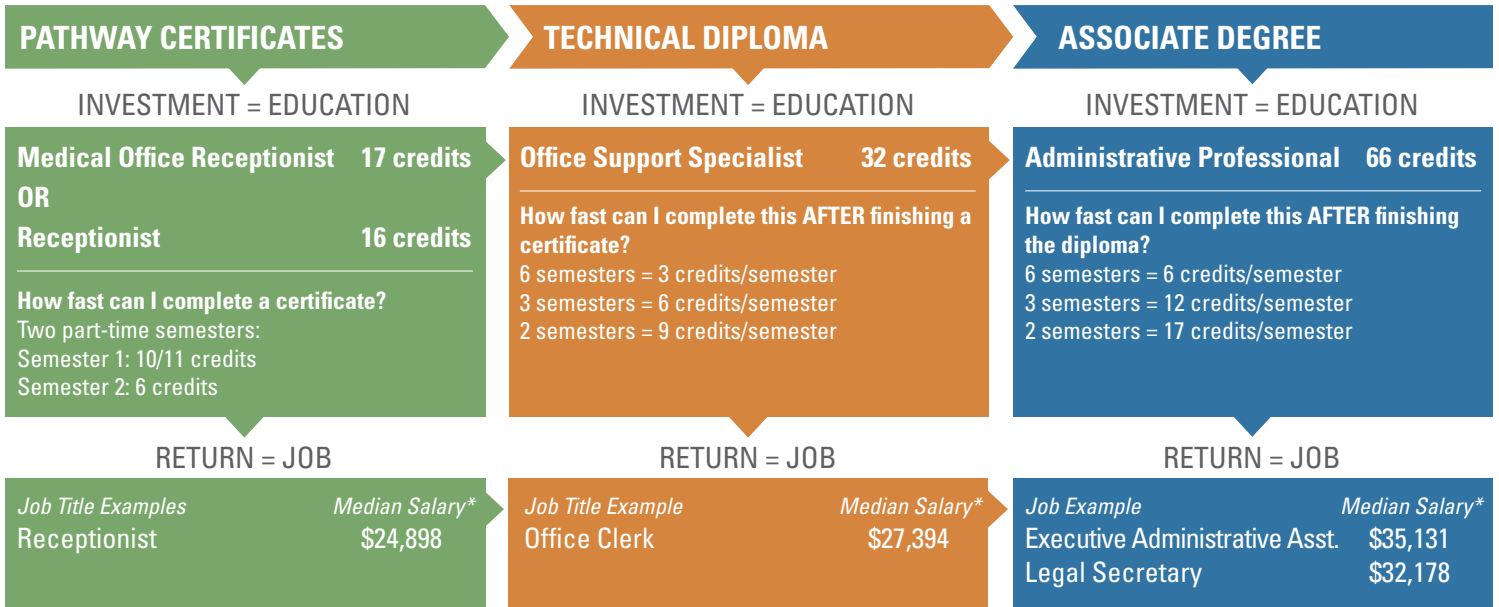 PATHWAY CERTIFICATES
INVESTMENT = EDUCATION
Medical Office Receptionist 17 credits
OR
Receptionist 16 credits
How fast can I complete a certificate?
Two part-time semesters:
Semester 1: 10/11 credits
Semester 2: 6 credits
RETURN = JOB
Job Title Examples Median Salary*
Receptionist $24,898
TECHNICAL DIPLOMA
INVESTMENT = EDUCATION
Office Support Specialist 32 credits
How fast can I complete this AFTER finishing a
certificate?
6 semesters = 3 credits/semester
3 semesters = 6 credits/semester
2 semesters = 9 credits/semester
RETURN = JOB
Job Title Example Median Salary*
Office Clerk $27,394
ASSOCIATE DEGREE
INVESTMENT = EDUCATION
Administrative Professional 66 credits
How fast can I complete this AFTER finishing
the diploma?
6 semesters = 6 credits/semester
3 semesters = 12 credits/semester
2 semesters = 17 credits/semester
RETURN = JOB
Job Example Median Salary*
Executive Administrative Asst. $35,131
Legal Secretary $32,178